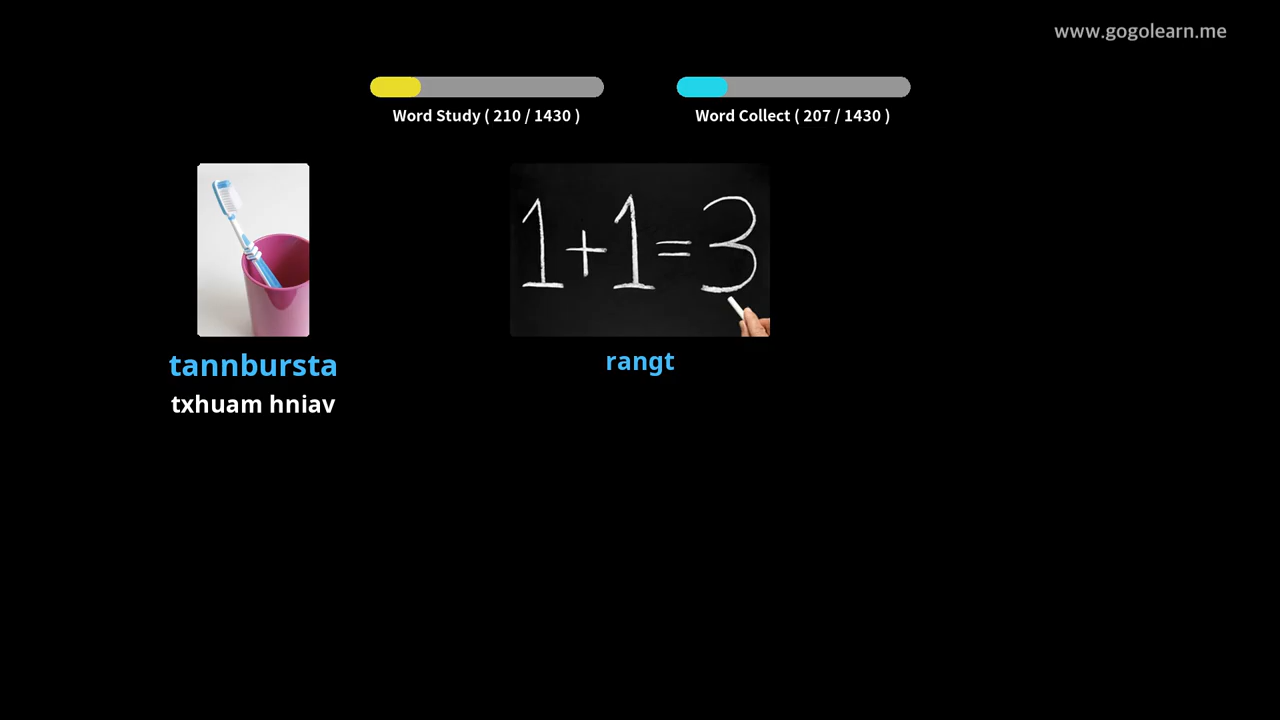 www.gogolearn.me
Word Study ( 210 / 1430 )
Word Collect ( 207 / 1430 )
1+1=3
tannbursta
txhuam hniav
rangt